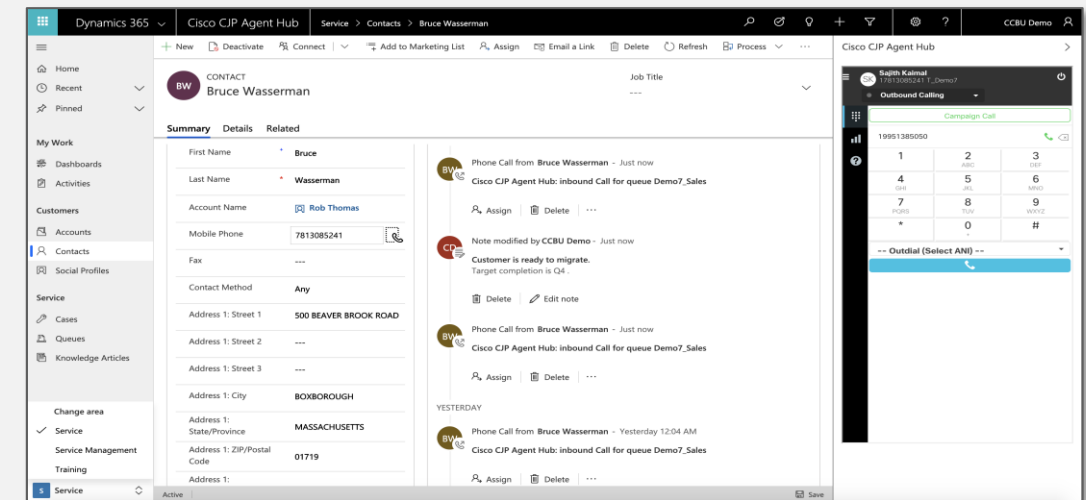 Dynamics 365
Cisco CJP Agent Hub
Service > Contacts > Bruce Wasserman
CCBU Demo
Home
Recent
Pinned
My Work
Dashboards
Activities
Customers
Accounts
Contacts
Social Profiles
Service
Cases
Queues
Knowledge Articles
Change area
Service
Service Management
Training
S Service
+ New Deactivate Connect Add to Marketing List Assign Email a Link Delete Refresh Process ...
BW
CONTACT
Bruce Wasserman
Job Title
---
Summary Details Related
First Name * Bruce
Last Name * Wasserman
Account Name Rob Thomas
Mobile Phone 7813085241
Fax ---
Contact Method Any
Address 1: Street 1 500 BEAVER BROOK ROAD
Address 1: Street 2 ---
Address 1: Street 3 ---
Address 1: City BOXBOROUGH
Address 1:
State/Province MASSACHUSETTS
Address 1: ZIP/Postal
Code 01719
Address 1:
BW
Phone Call from Bruce Wasserman - Just now
Cisco CJP Agent Hub: inbound Call for queue Demo7_Sales
Assign Delete ...
CD
Note modified by CCBU Demo - Just now
Customer is ready to migrate.
Target completion is Q4 .
Delete Edit note
BW
Phone Call from Bruce Wasserman - Just now
Cisco CJP Agent Hub: inbound Call for queue Demo7_Sales
Assign Delete ...
YESTERDAY
BW
Phone Call from Bruce Wasserman - Yesterday 12:04 AM
Cisco CJP Agent Hub: inbound Call for queue Demo7_Sales
Assign Delete ...
Active
Save
Cisco CJP Agent Hub
SK
Sajith Kaimal
17813085241 T_Demo7
Outbound Calling
Campaign Call
19951385050
1 2 3
ABC DEF
4 5 6
GHI JKL MNO
7 8 9
PQRS TUV WXYZ
* 0 #
-- Outdial (Select ANI) --